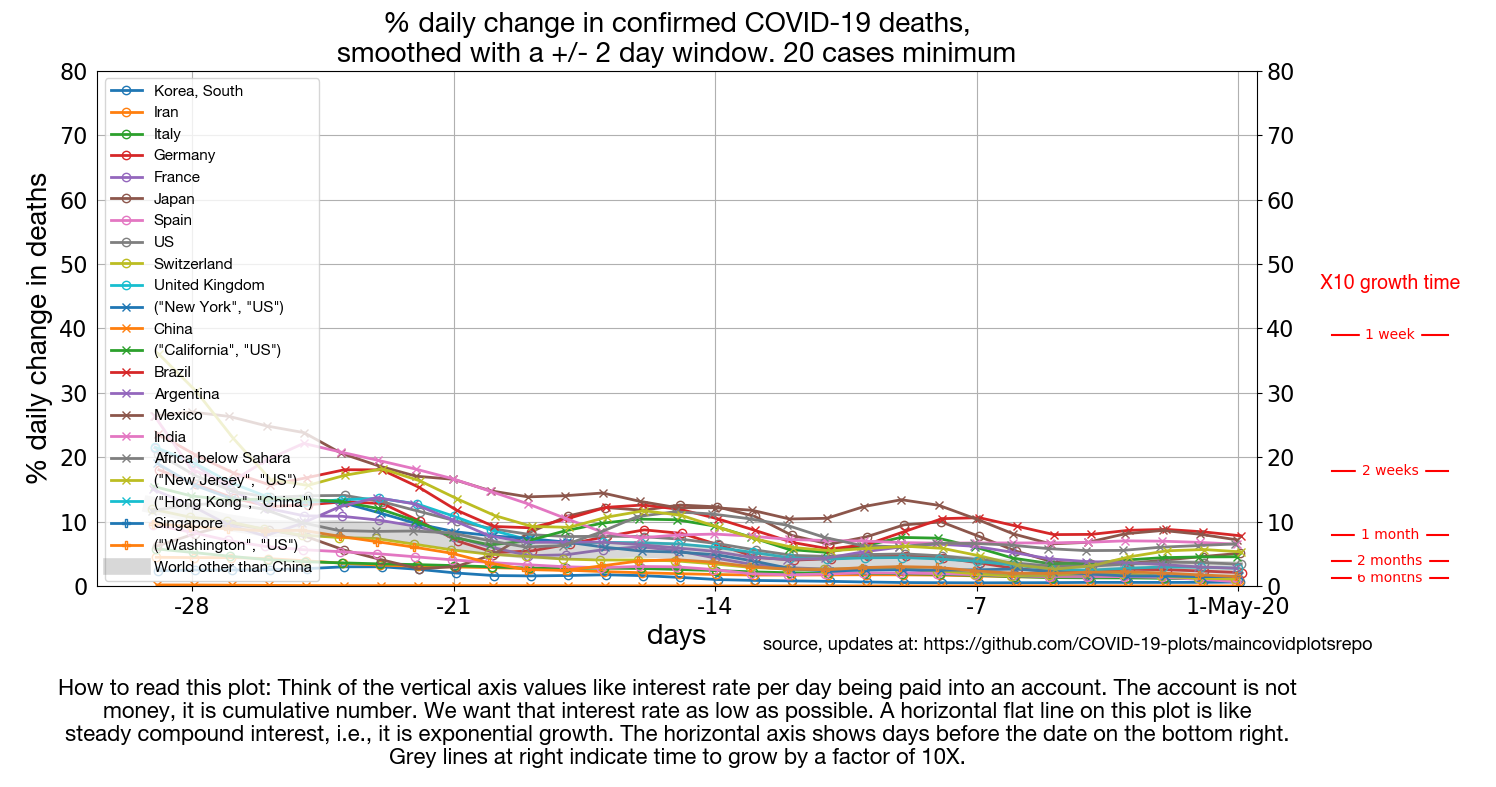 % daily change in confirmed COVID-19 deaths,
smoothed with a +/- 2 day window. 20 cases minimum
% daily change in deaths
80
70
60
50
40
30
20
10
0
Korea, South
Iran
Italy
Germany
France
Japan
Spain
US
Switzerland
United Kingdom
("New York", "US")
China
("California", "US")
Brazil
Argentina
Mexico
India
Africa below Sahara
("New Jersey", "US")
("Hong Kong", "China")
Singapore
("Washington", "US")
World other than China
80
70
60
50
40
30
20
10
0
X10 growth time
1 week
2 weeks
1 month
2 months
6 months
-28
-21
-14
-7
1-May-20
days
source, updates at: https://github.com/COVID-19-plots/maincovidplotsrepo
How to read this plot: Think of the vertical axis values like interest rate per day being paid into an account. The account is not
money, it is cumulative number. We want that interest rate as low as possible. A horizontal flat line on this plot is like
steady compound interest, i.e., it is exponential growth. The horizontal axis shows days before the date on the bottom right.
Grey lines at right indicate time to grow by a factor of 10X.